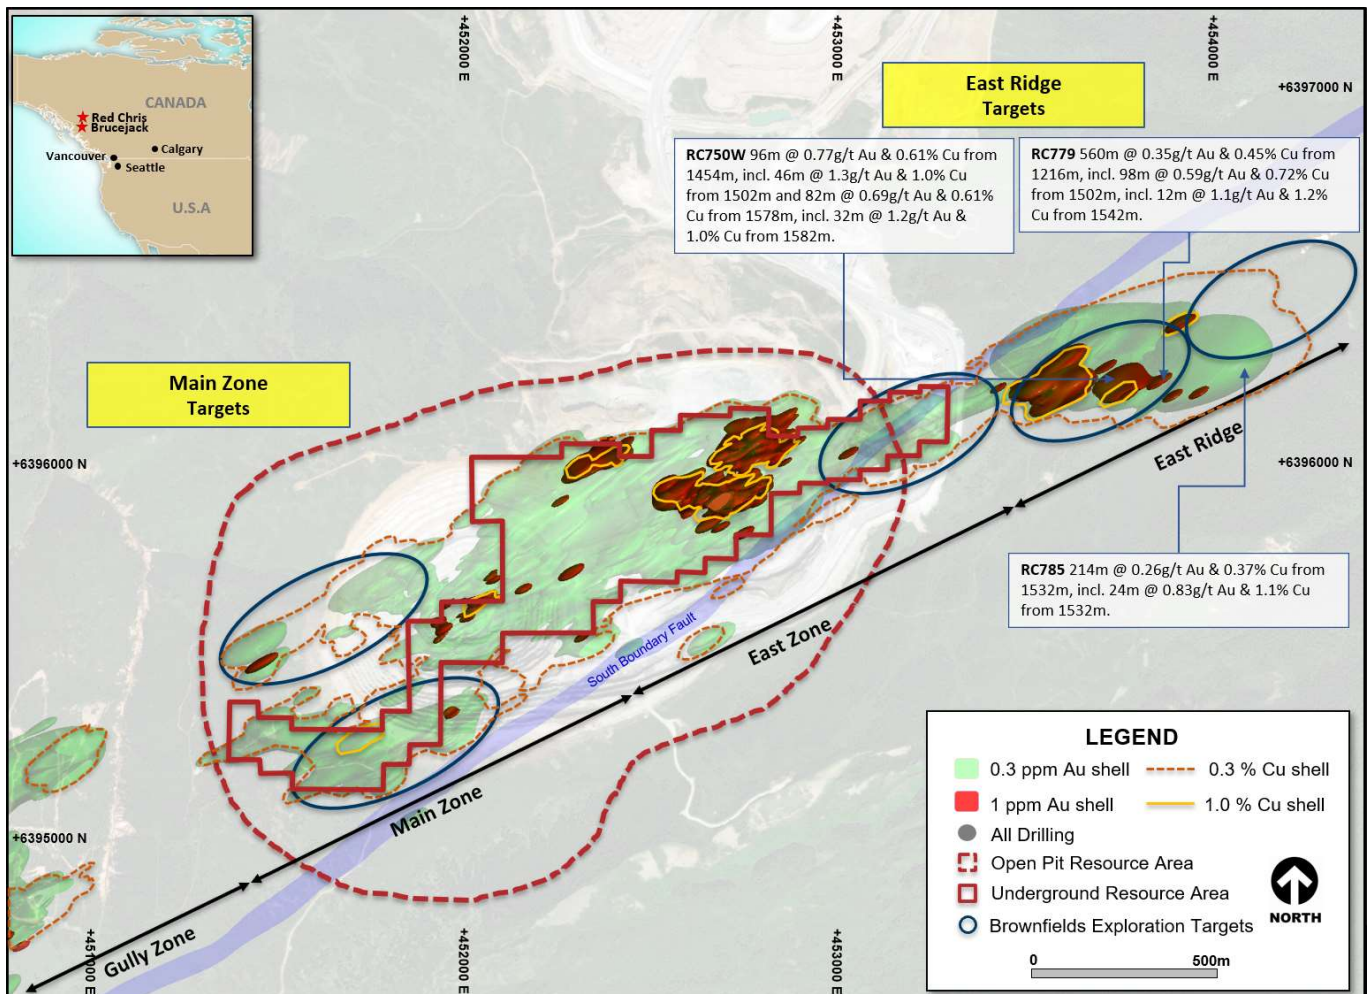 +452000 E
+453000 E
+454000 E
CANADA
Red Chris
Brucejack
Vancouver
Calgary
Seattle
U.S.A
East Ridge
Targets
+6397000 N
RC750W 96m @ 0.77g/t Au & 0.61% Cu from
1454m, incl. 46m @ 1.3g/t Au & 1.0% Cu
from 1502m and 82m @ 0.69g/t Au & 0.61%
Cu from 1578m, incl. 32m @ 1.2g/t Au &
1.0% Cu from 1582m.
RC779 560m @ 0.35g/t Au & 0.45% Cu from
1216m, incl. 98m @ 0.59g/t Au & 0.72% Cu
from 1502m, incl. 12m @ 1.1g/t Au & 1.2%
Cu from 1542m.
Main Zone
Targets
+6396000 N
+6396000 N
East Ridge
RC785 214m @ 0.26g/t Au & 0.37% Cu from
1532m, incl. 24m @ 0.83g/t Au & 1.1% Cu
from 1532m.
South Boundary Fault
East Zone
Main Zone
Gully Zone
+6395000 N
+451000 E
+452000 E
+453000 E
LEGEND
0.3 ppm Au shell
0.3 % Cu shell
1 ppm Au shell
1.0 % Cu shell
All Drilling
Open Pit Resource Area
Underground Resource Area
Brownfields Exploration Targets
NORTH
0
500m